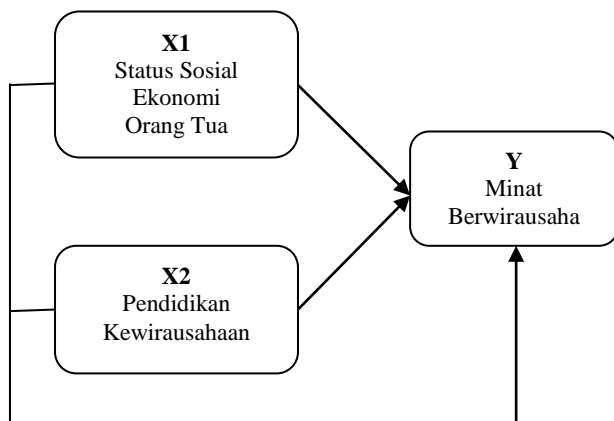 X1
Status Sosial
Ekonomi
Orang Tua
Y
Minat
Berwirausaha
X2
Pendidikan
Kewirausahaan